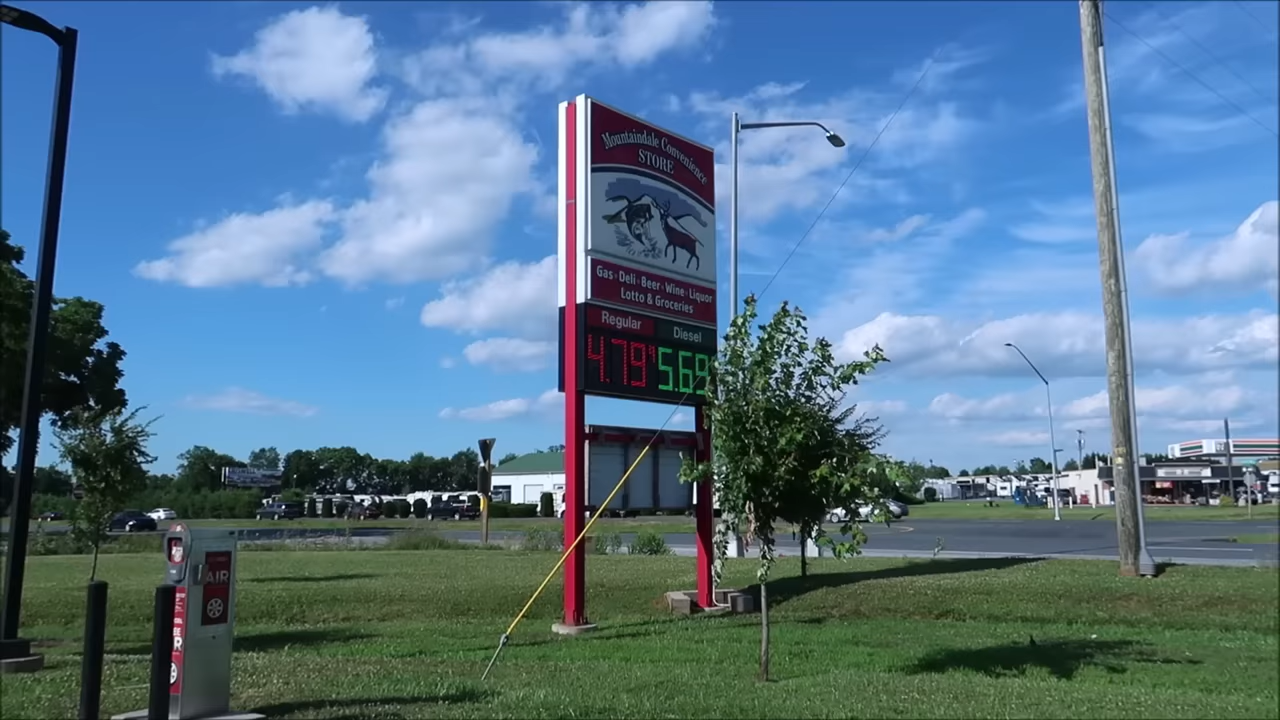 Mountaindale Convenience
STORE
Gas · Deli · Beer · Wine · Liquor
Lotto & Groceries
Regular
Diesel
4.79
5.69
AIR